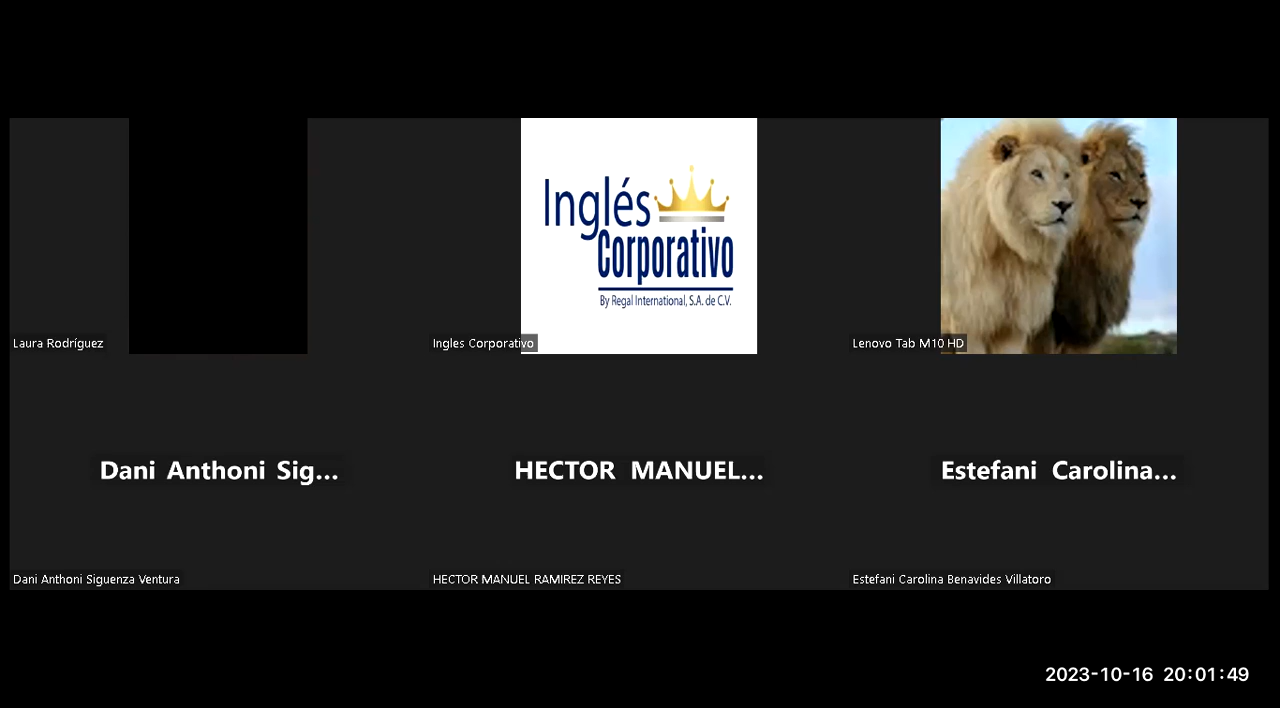 Inglés
Corporativo
By Regal International, S.A. de C.V.
Laura Rodríguez
Ingles Corporativo
Lenovo Tab M10 HD
Dani Anthoni Sig...
HECTOR MANUEL...
Estefani Carolina...
Dani Anthoni Siguenza Ventura
HECTOR MANUEL RAMIREZ REYES
Estefani Carolina Benavides Villatoro
2023-10-16 20:01:49